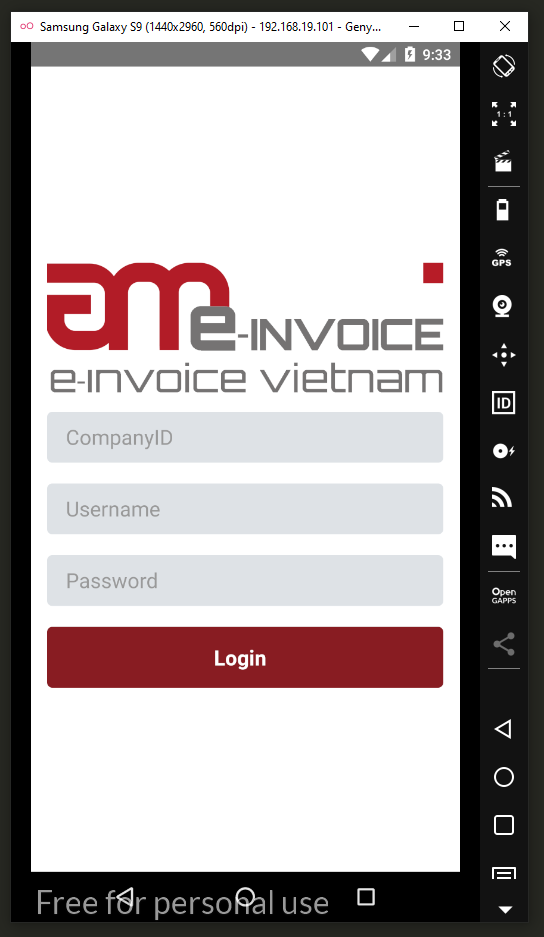 Samsung Galaxy S9 (1440x2960, 560dpi) - 192.168.19.101 - Geny...
9:33
1:1
GPS
am e-INVOICE
e-invoice vietnam
ID
CompanyID
Username
Password
Open
GAPPS
Login
Free for personal use